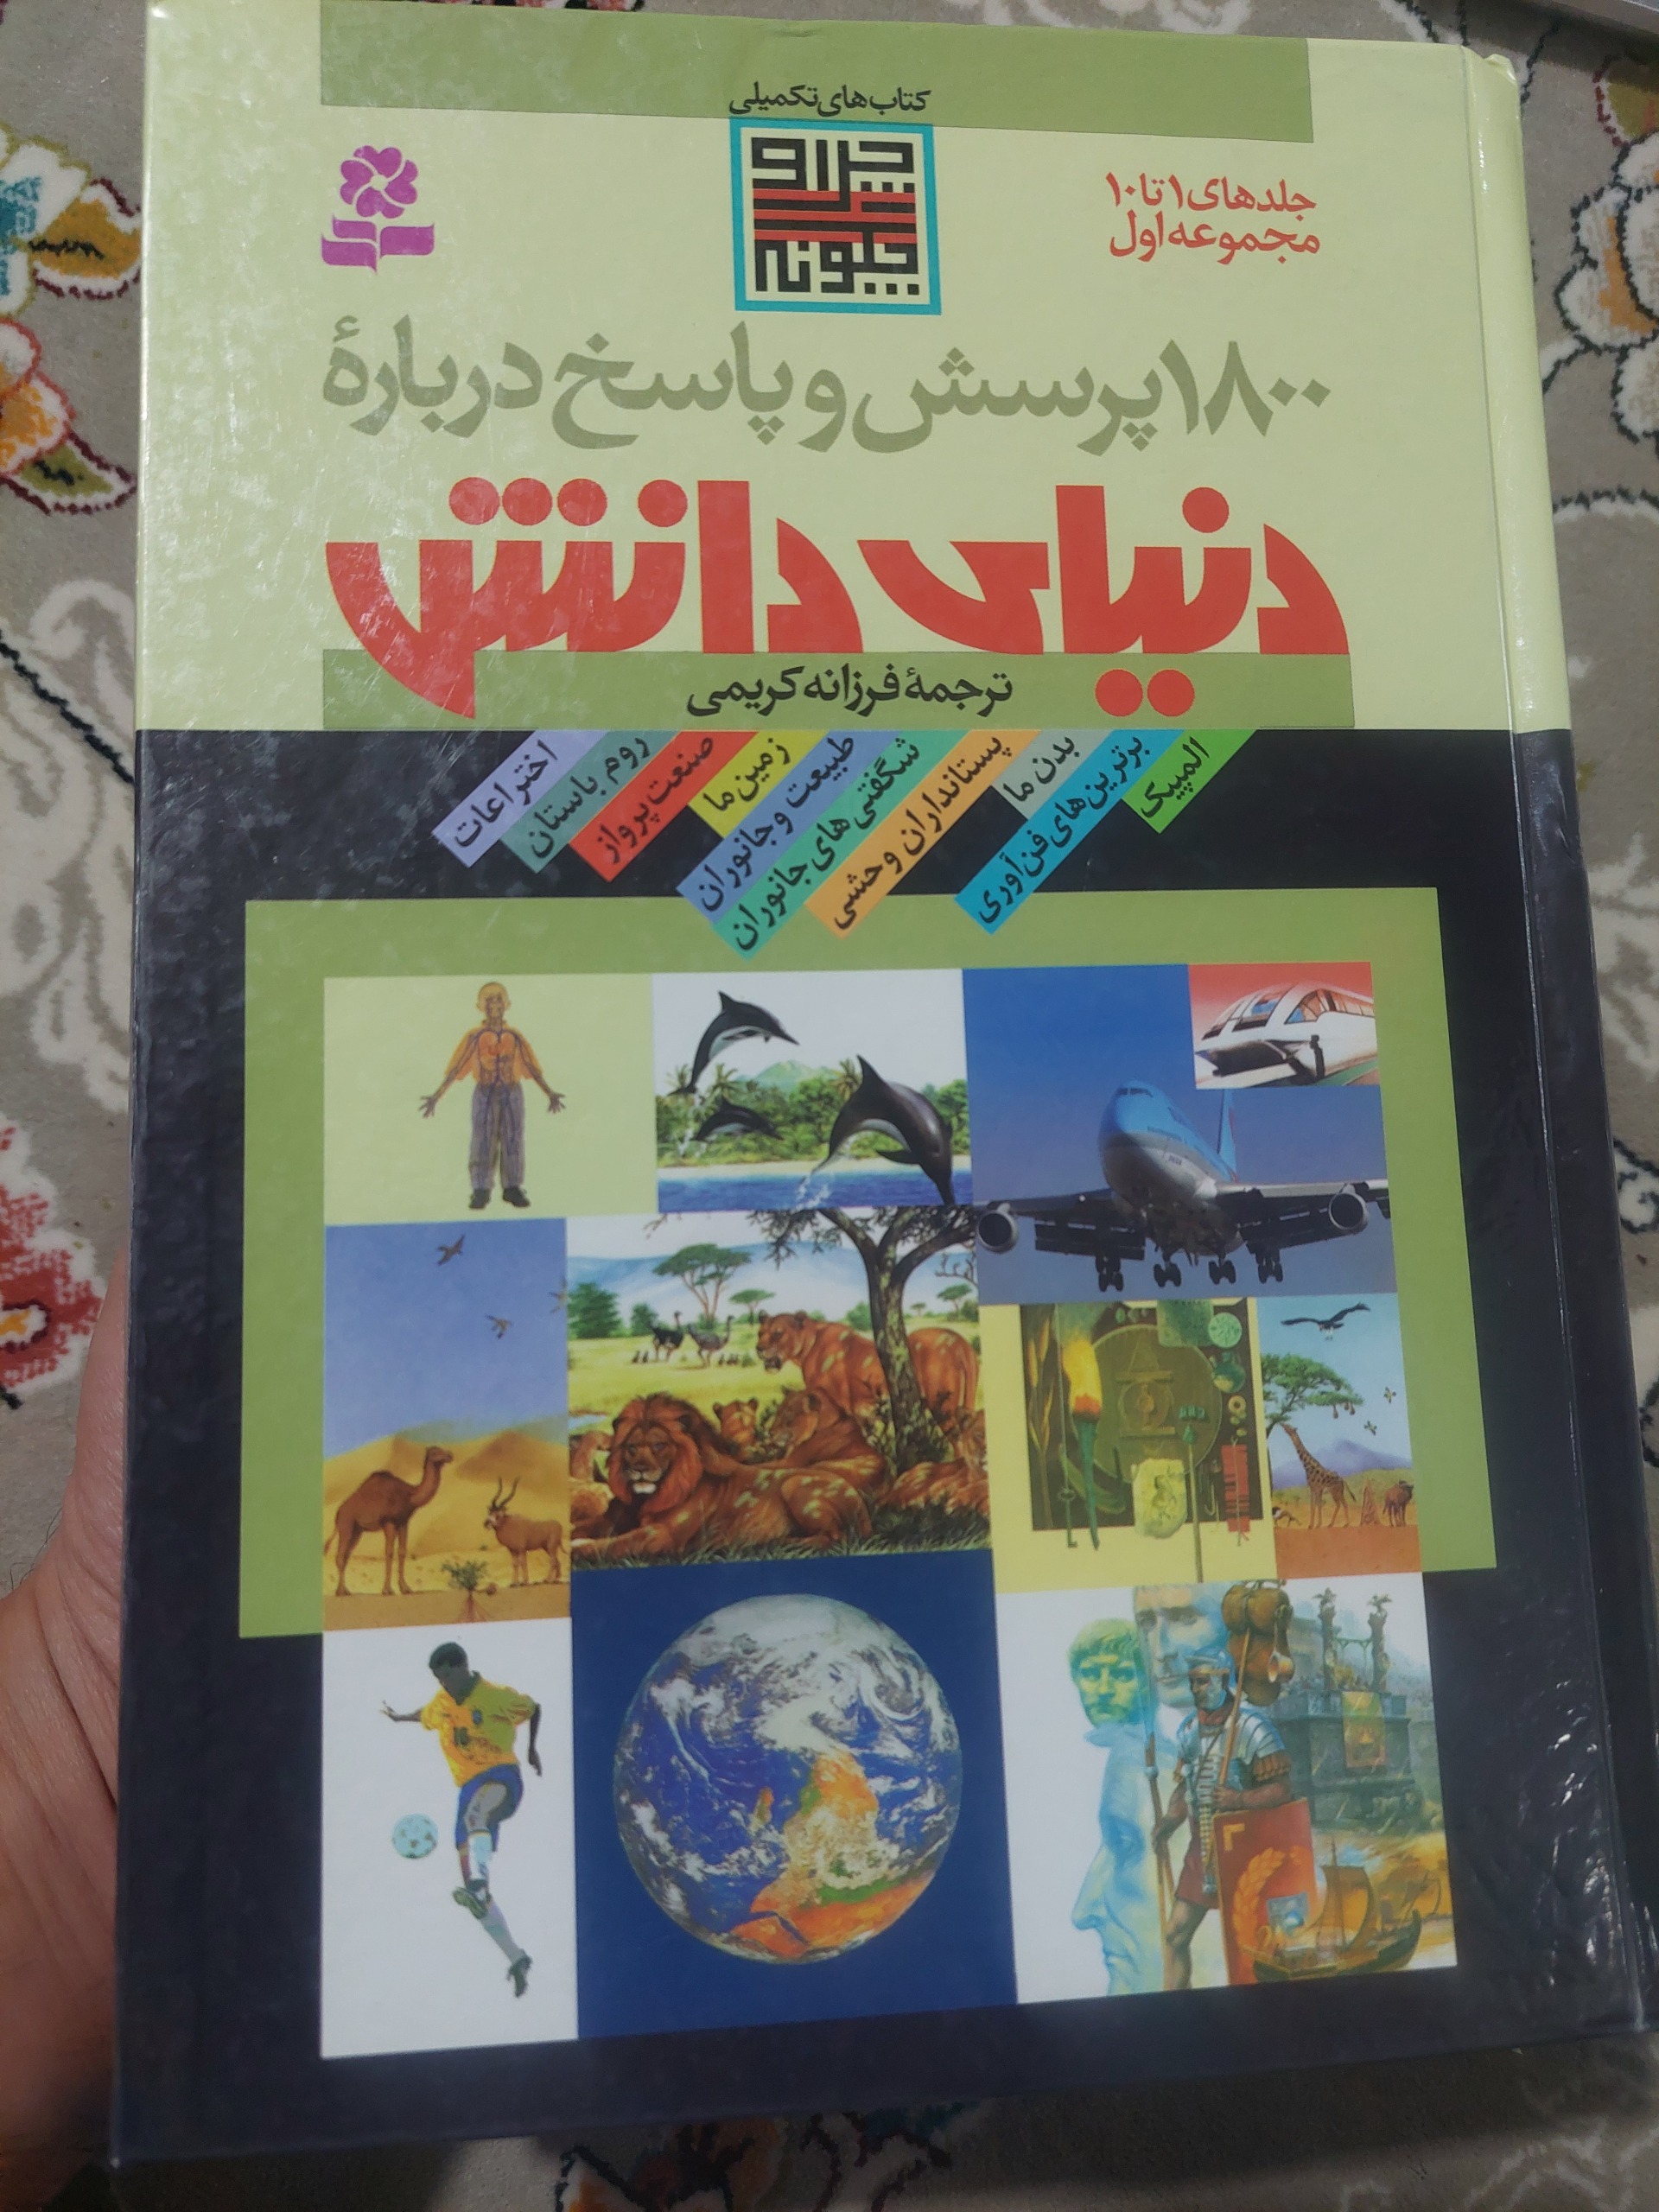 کتاب‌های تکمیلی
چرا و
چگونه
جلدهای ۱ تا ۱۰
مجموعه اول
۱۸۰۰ پرسش و پاسخ دربارهٔ
دنیای دانش
ترجمهٔ فرزانه کریمی
المپیک
برترین‌های فن‌آوری
بدن ما
پستانداران وحشی
شگفتی‌های جانوران
طبیعت و جانوران
زمین ما
صنعت پرواز
روم باستان
اختراعات